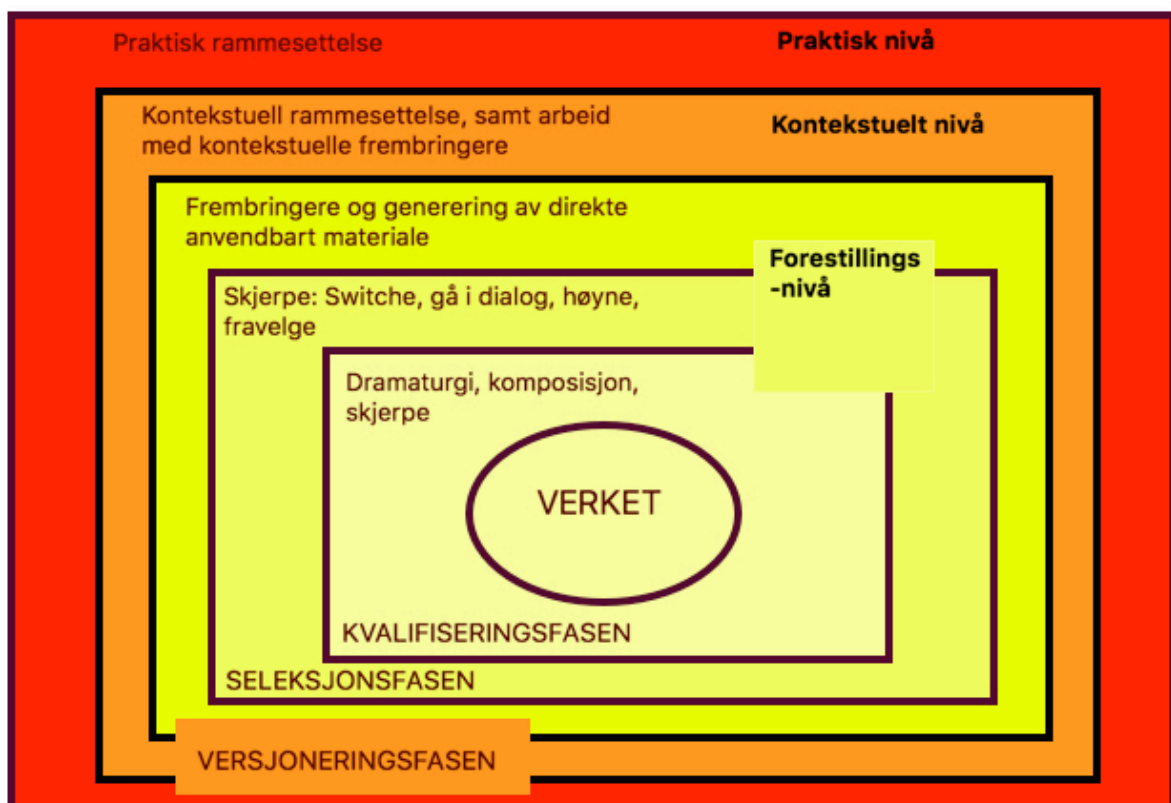 Praktisk rammesettelse
Praktisk nivå
Kontekstuell rammesettelse, samt arbeid
med kontekstuelle frembringere
Kontekstuelt nivå
Frembringere og generering av direkte
anvendbart materiale
Forestillings
-nivå
Skjerpe: Switche, gå i dialog, høyne,
fravelge
Dramaturgi, komposisjon,
skjerpe
VERKET
KVALIFISERINGSFASEN
SELEKSJONSFASEN
VERSJONERINGSFASEN